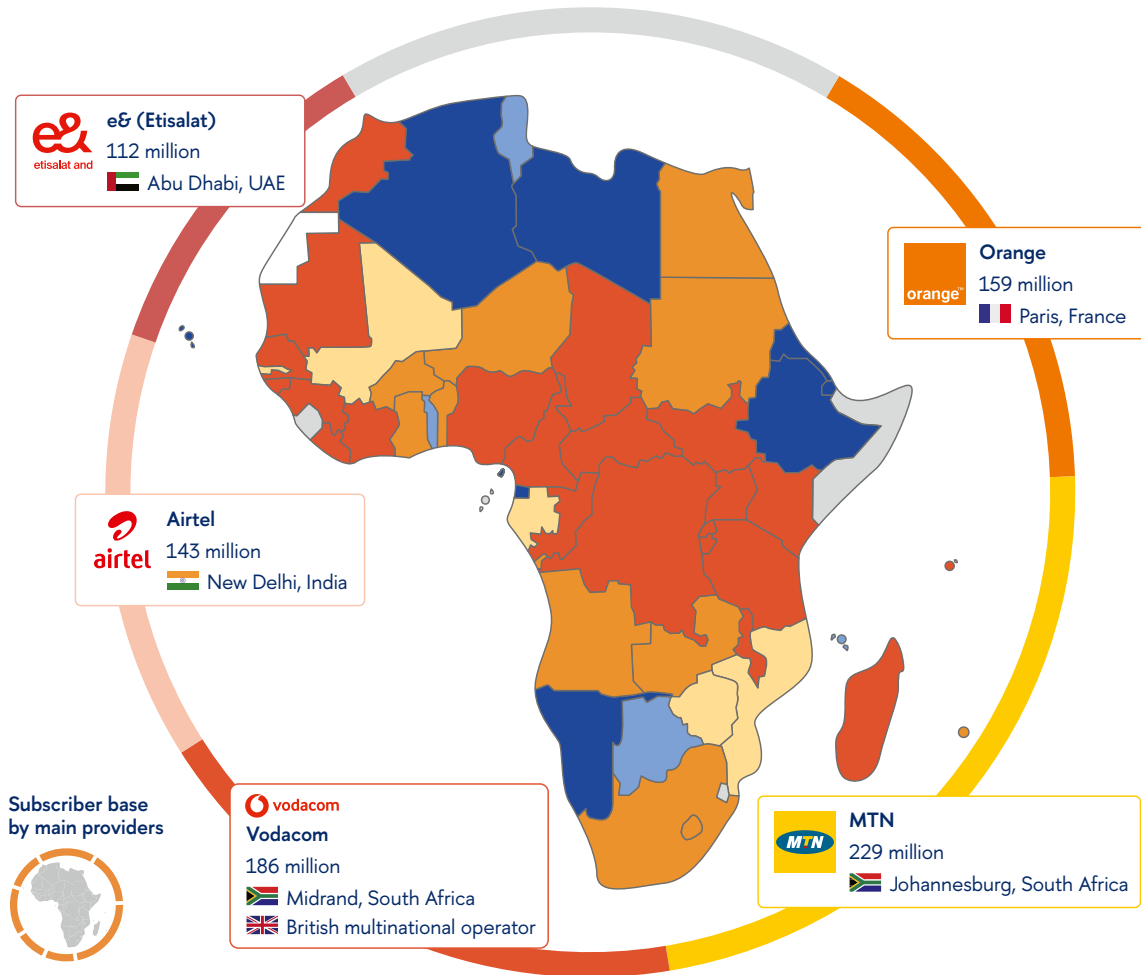 e&
etisalat and
e& (Etisalat)
112 million
Abu Dhabi, UAE
orange™
Orange
159 million
Paris, France
airtel
Airtel
143 million
New Delhi, India
vodacom
Vodacom
186 million
Midrand, South Africa
British multinational operator
MTN
MTN
229 million
Johannesburg, South Africa
Subscriber base
by main providers